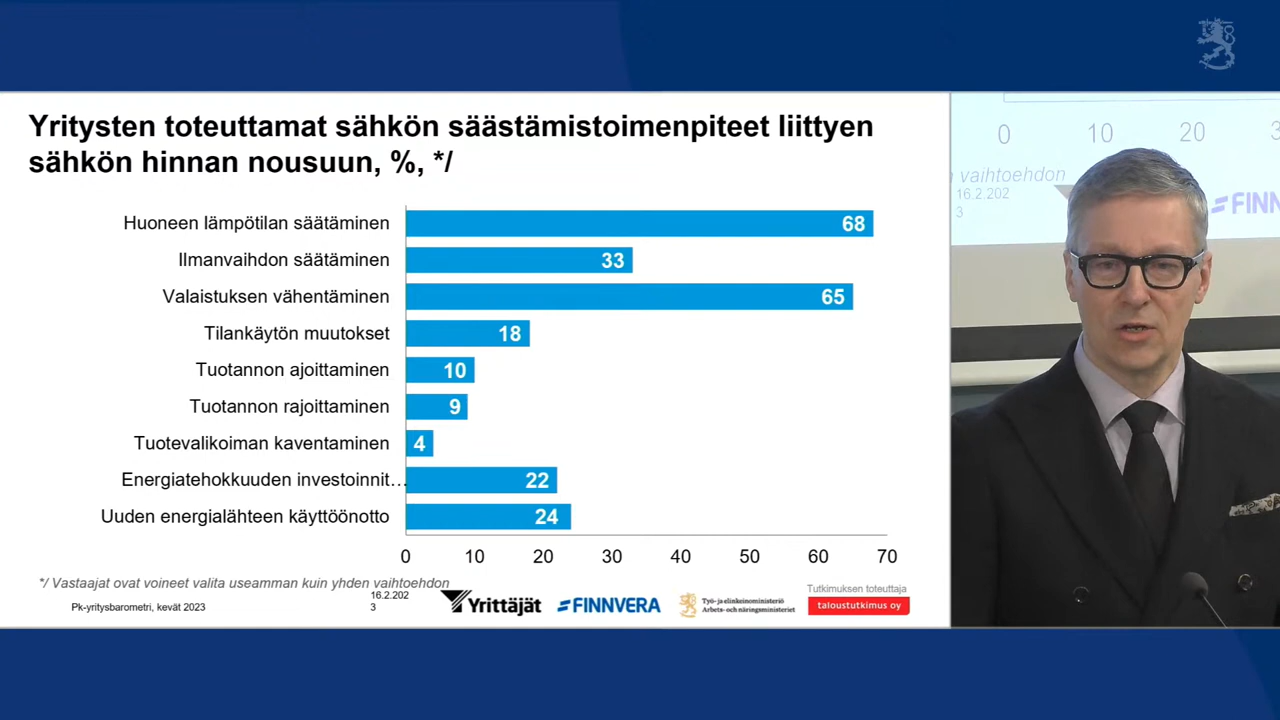 Yritysten toteuttamat sähkön säästämistoimenpiteet liittyen
sähkön hinnan nousuun, %, */
Huoneen lämpötilan säätäminen 68
Ilmanvaihdon säätäminen 33
Valaistuksen vähentäminen 65
Tilankäytön muutokset 18
Tuotannon ajoittaminen 10
Tuotannon rajoittaminen 9
Tuotevalikoiman kaventaminen 4
Energiatehokkuuden investoinnit… 22
Uuden energialähteen käyttöönotto 24
0 10 20 30 40 50 60 70
*/ Vastaajat ovat voineet valita useamman kuin yhden vaihtoehdon
Pk-yritysbarometri, kevät 2023
16.2.202
3
Yrittäjät
FINNVERA
Työ- ja elinkeinoministeriö
Arbets- och näringsministeriet
Tutkimuksen toteuttaja
taloustutkimus oy
0 10 20 3
vaihtoehdon
16.2.202
3
FINNV